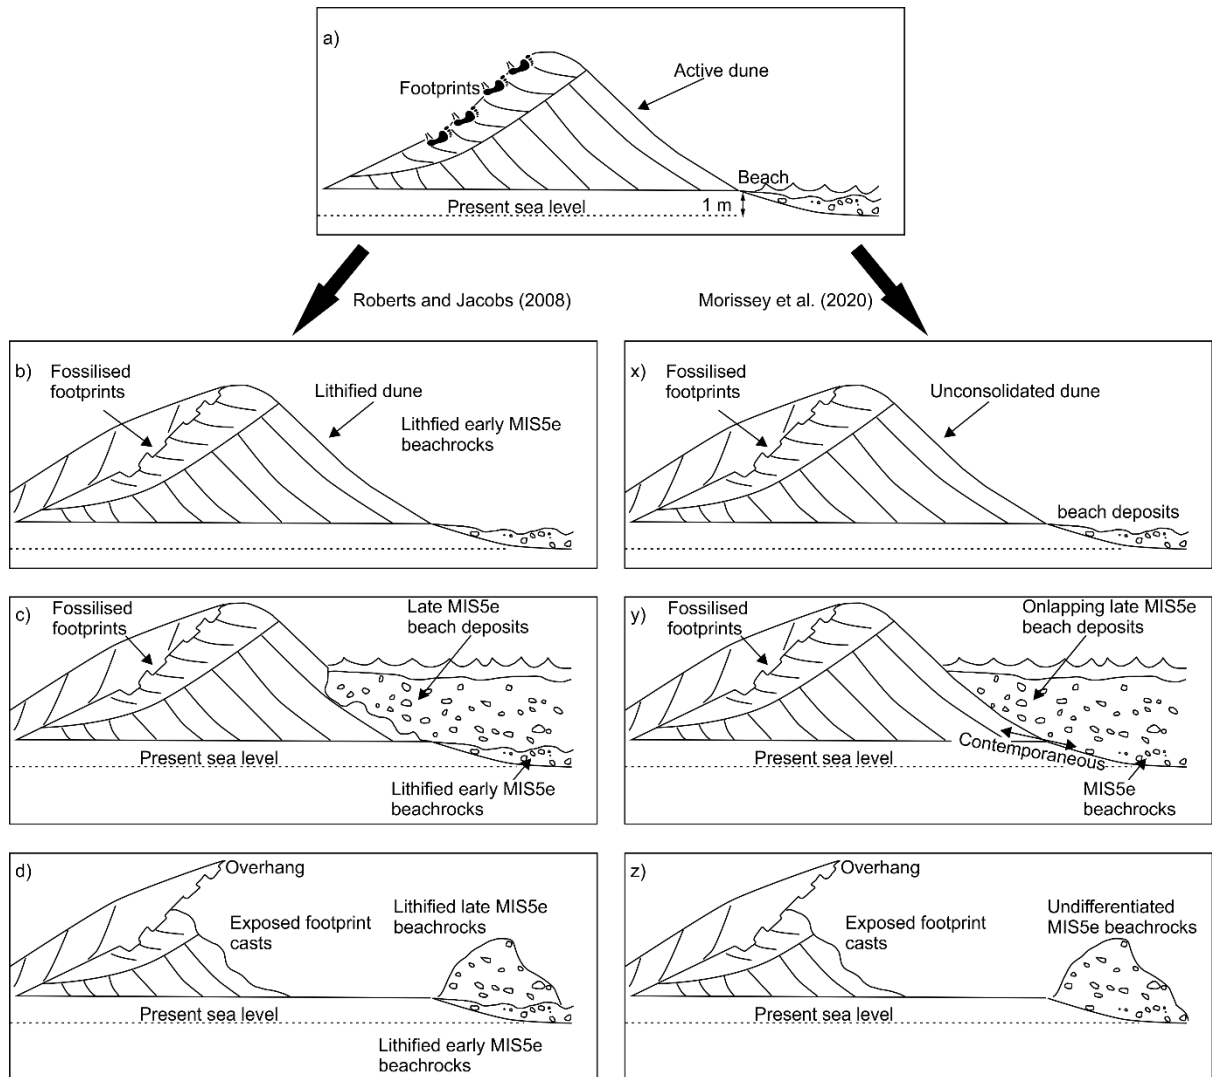 a)
Footprints
Active dune
Beach
Present sea level
1 m
Roberts and Jacobs (2008)
Morissey et al. (2020)
b)
Fossilised
footprints
Lithified dune
Lithfied early MIS5e
beachrocks
x)
Fossilised
footprints
Unconsolidated dune
beach deposits
c)
Fossilised
footprints
Late MIS5e
beach deposits
Present sea level
Lithified early MIS5e
beachrocks
y)
Fossilised
footprints
Onlapping late MIS5e
beach deposits
Contemporaneous
Present sea level
MIS5e
beachrocks
d)
Overhang
Exposed footprint
casts
Lithified late MIS5e
beachrocks
Present sea level
Lithified early MIS5e
beachrocks
z)
Overhang
Exposed footprint
casts
Undifferentiated
MIS5e beachrocks
Present sea level